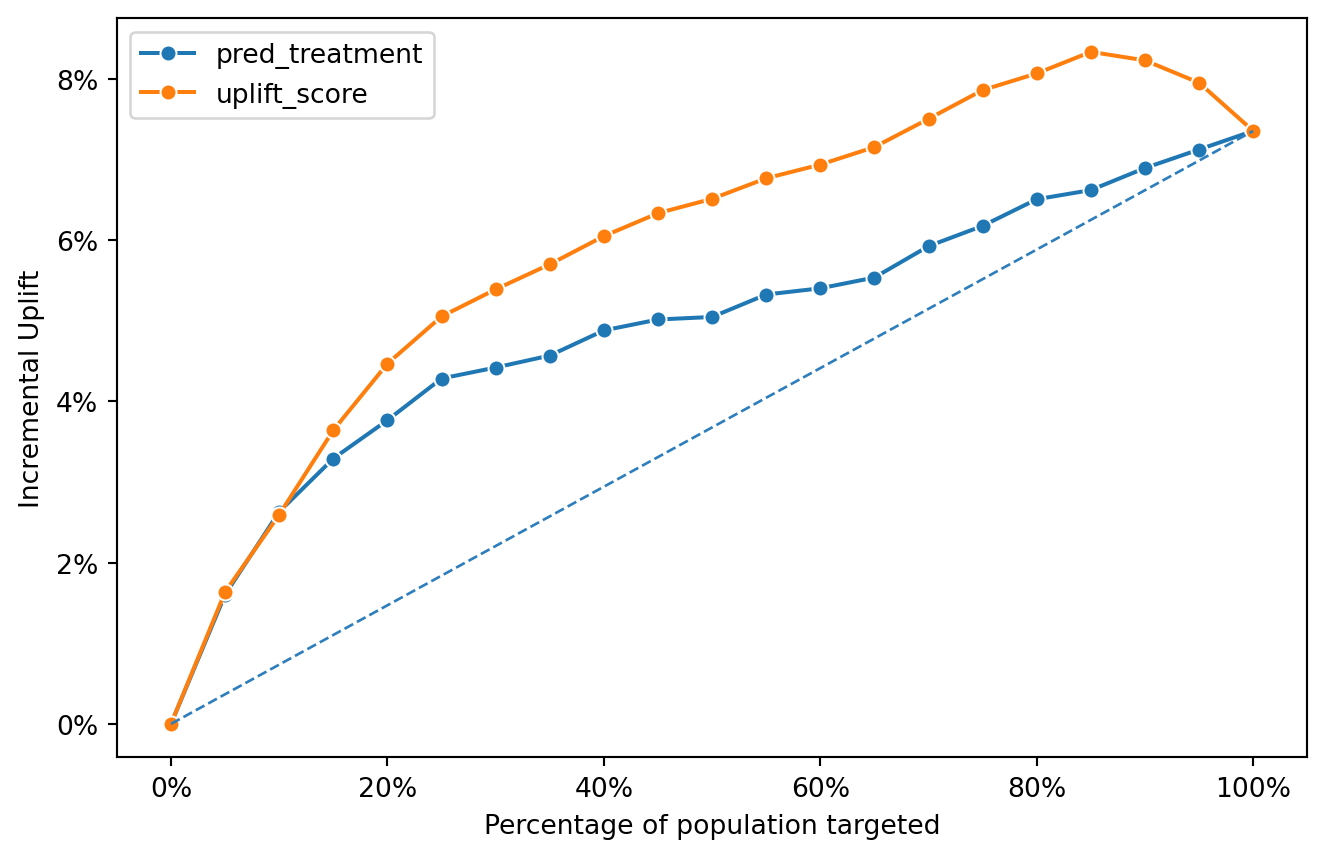 pred_treatment
uplift_score
8%
6%
4%
2%
0%
Incremental Uplift
0%
20%
40%
60%
80%
100%
Percentage of population targeted